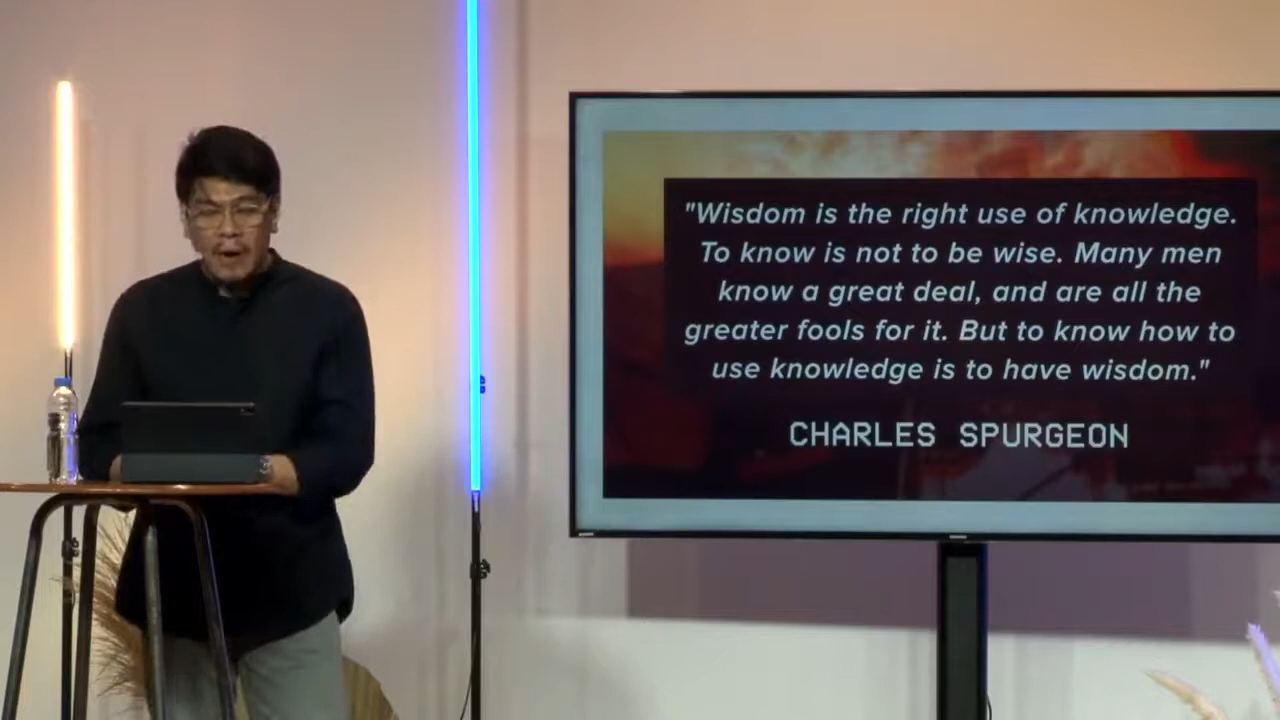 "Wisdom is the right use of knowledge.
To know is not to be wise. Many men
know a great deal, and are all the
greater fools for it. But to know how to
use knowledge is to have wisdom."
CHARLES SPURGEON